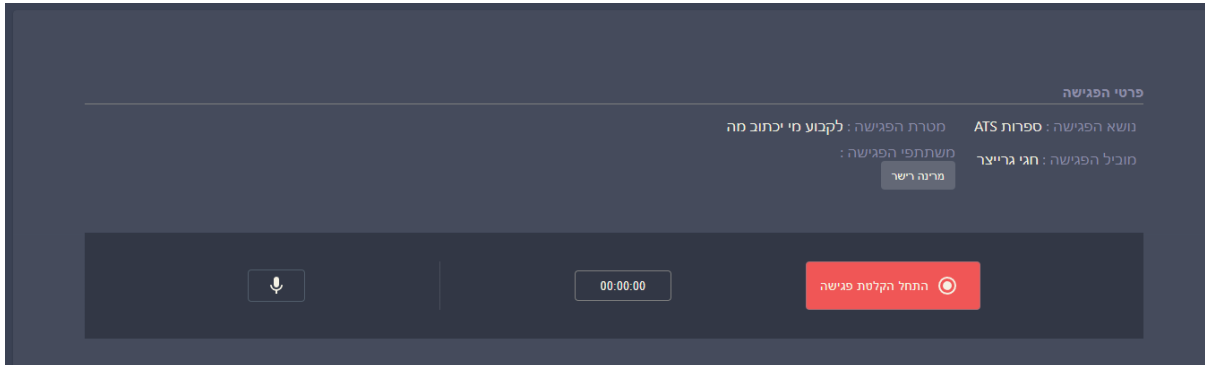 פרטי הפגישה
נושא הפגישה : ספרות ATS מטרת הפגישה : לקבוע מי יכתוב מה
מוביל הפגישה : חגי גרייצר משתתפי הפגישה :
מרינה רישר
התחל הקלטת פגישה 00:00:00